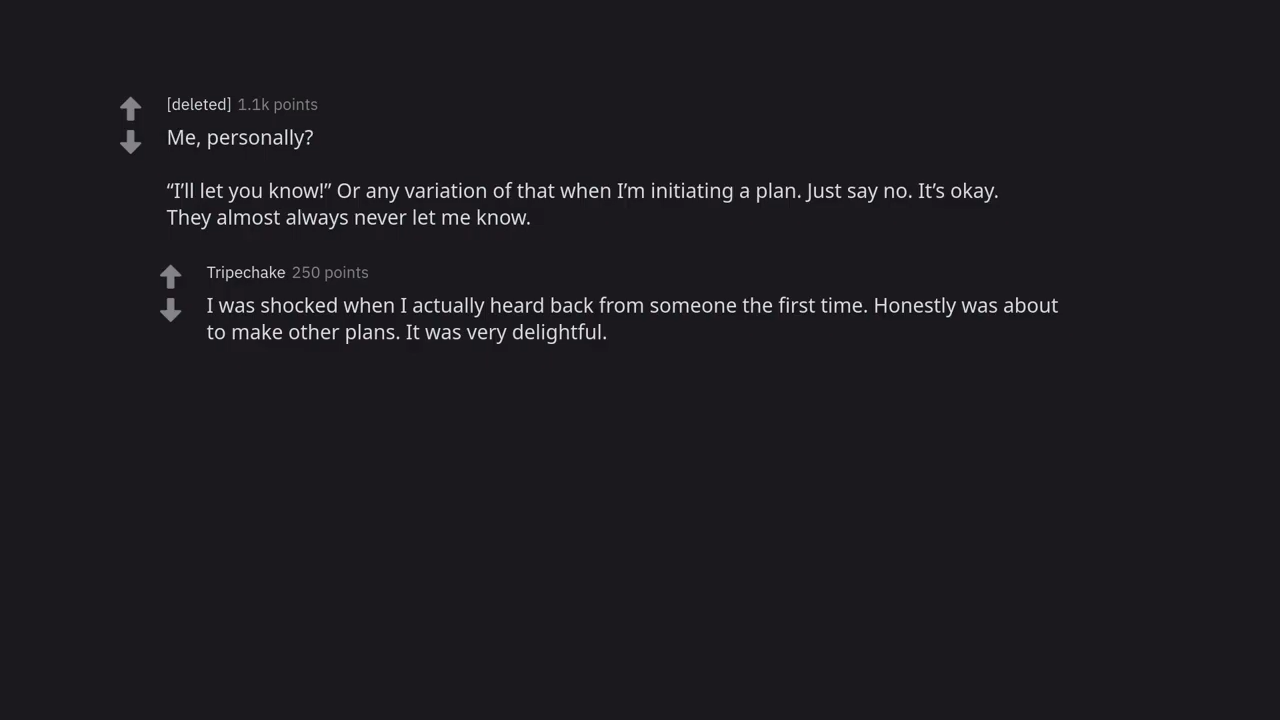 [deleted] 1.1k points
Me, personally?
“I’ll let you know!” Or any variation of that when I’m initiating a plan. Just say no. It’s okay.
They almost always never let me know.
Tripechake 250 points
I was shocked when I actually heard back from someone the first time. Honestly was about
to make other plans. It was very delightful.